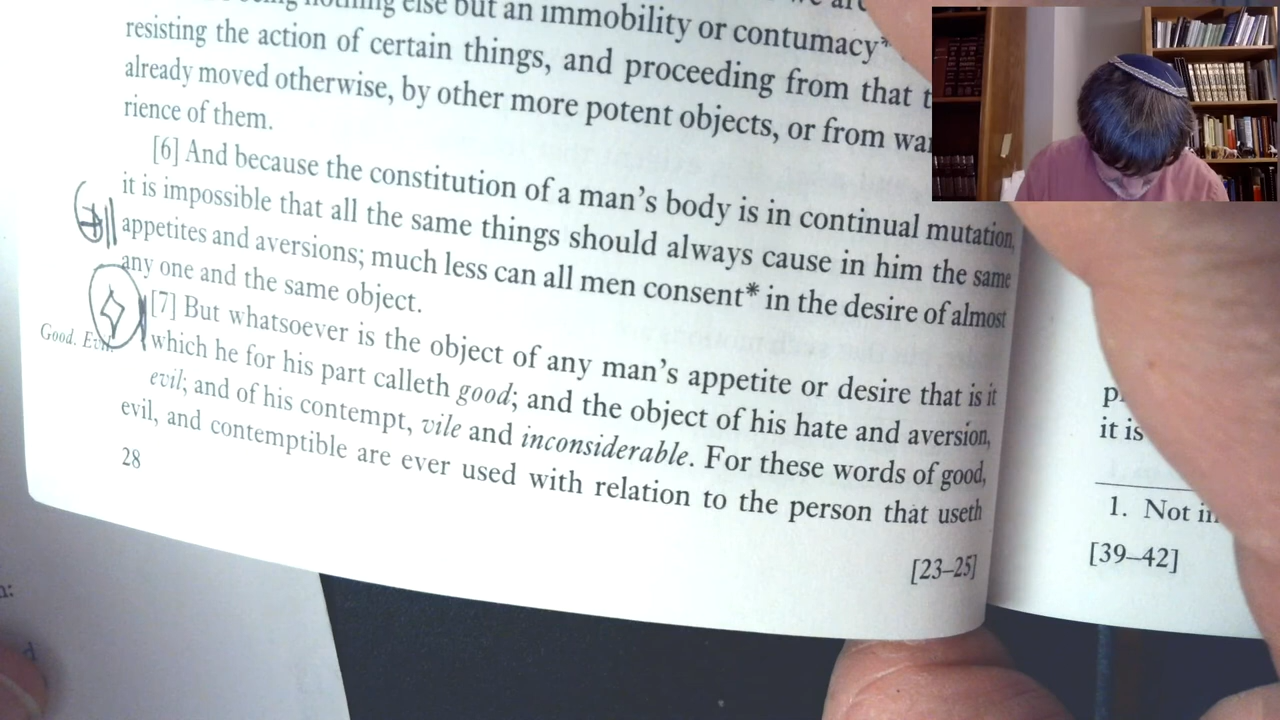 nothing else but an immobility or contumacy*
resisting the action of certain things, and proceeding from that
already moved otherwise, by other more potent objects, or from
rience of them.
[6] And because the constitution of a man's body is in continual mutation,
it is impossible that all the same things should always cause in him the same
appetites and aversions; much less can all men consent* in the desire of almost
any one and the same object.
[7] But whatsoever is the object of any man's appetite or desire that is it
Good. Evil.
which he for his part calleth good; and the object of his hate and aversion,
evil; and of his contempt, vile and inconsiderable. For these words of good,
evil, and contemptible are ever used with relation to the person that useth
28
[23–25]
it is
1. Not
[39–42]